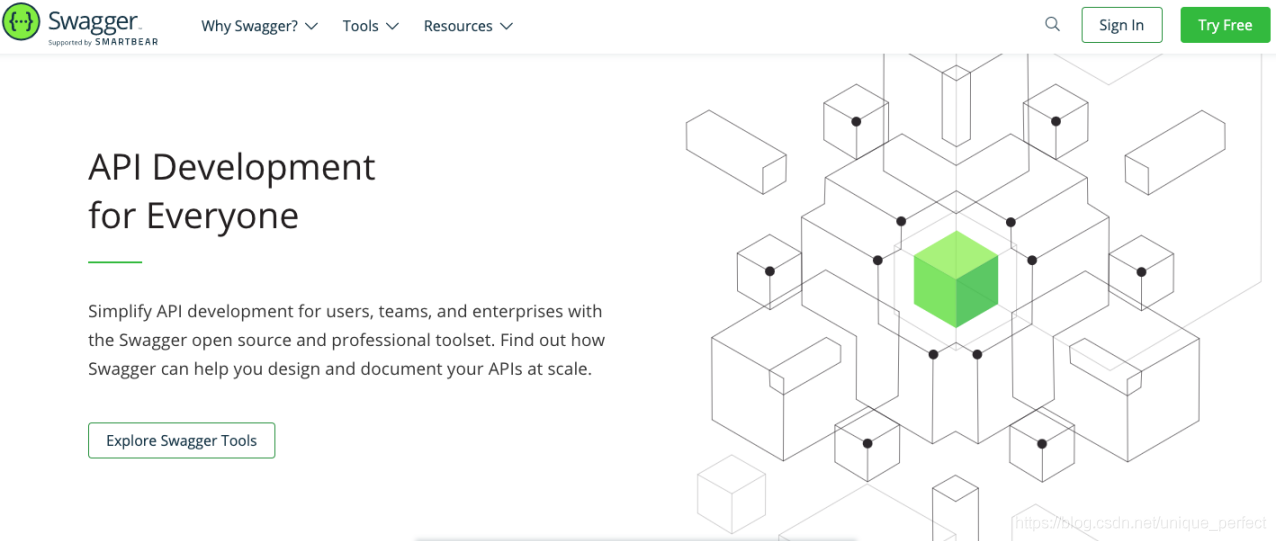 Swagger
Supported by SMARTBEAR
Why Swagger?
Tools
Resources
Sign In
Try Free
API Development
for Everyone
Simplify API development for users, teams, and enterprises with
the Swagger open source and professional toolset. Find out how
Swagger can help you design and document your APIs at scale.
Explore Swagger Tools
https://blog.csdn.net/unique_perfect